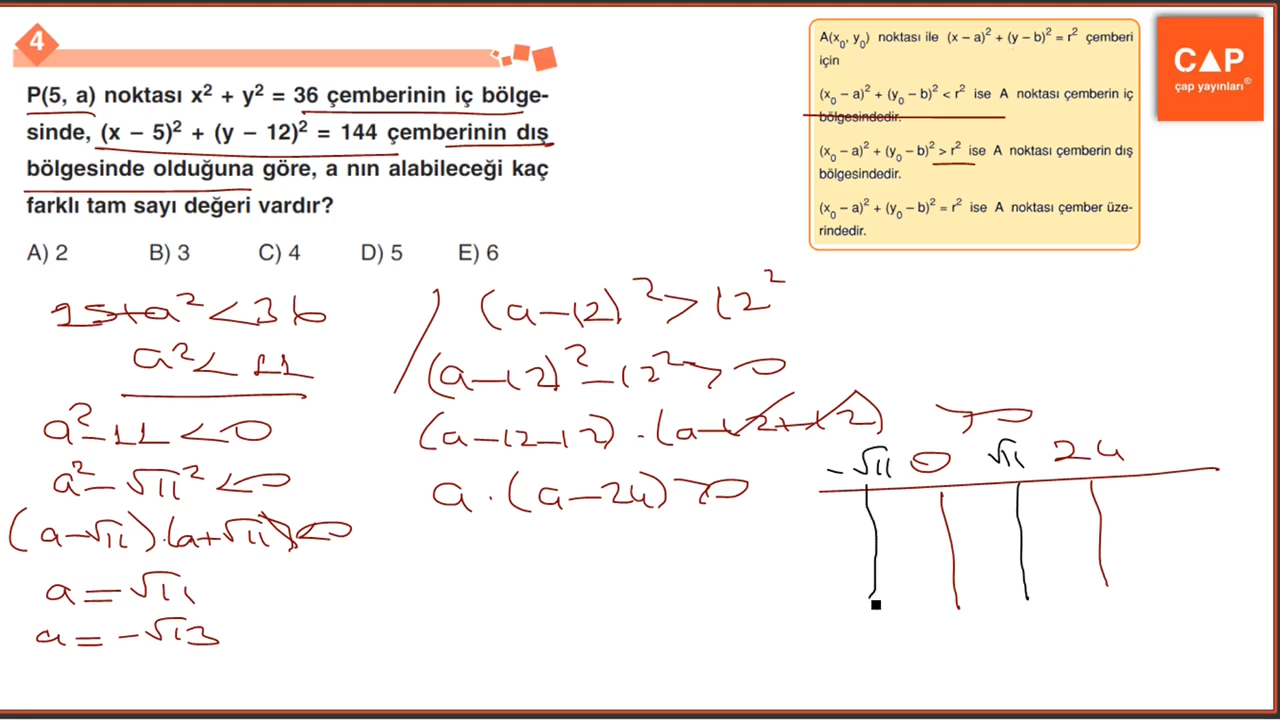 4
P(5, a) noktası x² + y² = 36 çemberinin iç bölge-
sinde, (x – 5)² + (y – 12)² = 144 çemberinin dış
bölgesinde olduğuna göre, a nın alabileceği kaç
farklı tam sayı değeri vardır?
A) 2 B) 3 C) 4 D) 5 E) 6
A(x₀, y₀) noktası ile (x – a)² + (y – b)² = r² çemberi
için
(x₀ – a)² + (y₀ – b)² < r² ise A noktası çemberin iç
bölgesindedir.
(x₀ – a)² + (y₀ – b)² > r² ise A noktası çemberin dış
bölgesindedir.
(x₀ – a)² + (y₀ – b)² = r² ise A noktası çember üze-
rindedir.
ÇAP
çap yayınları®
25+a² < 36
a² < 11
a² – 11 < 0
a² – √11² < 0
(a–√11).(a+√11) < 0
a = √11
a = –√13
(a–12)² > 12²
(a–12)² – 12² > 0
(a–12–12).(a–12+12) > 0
a.(a–24) > 0
–√11 0 √11 24